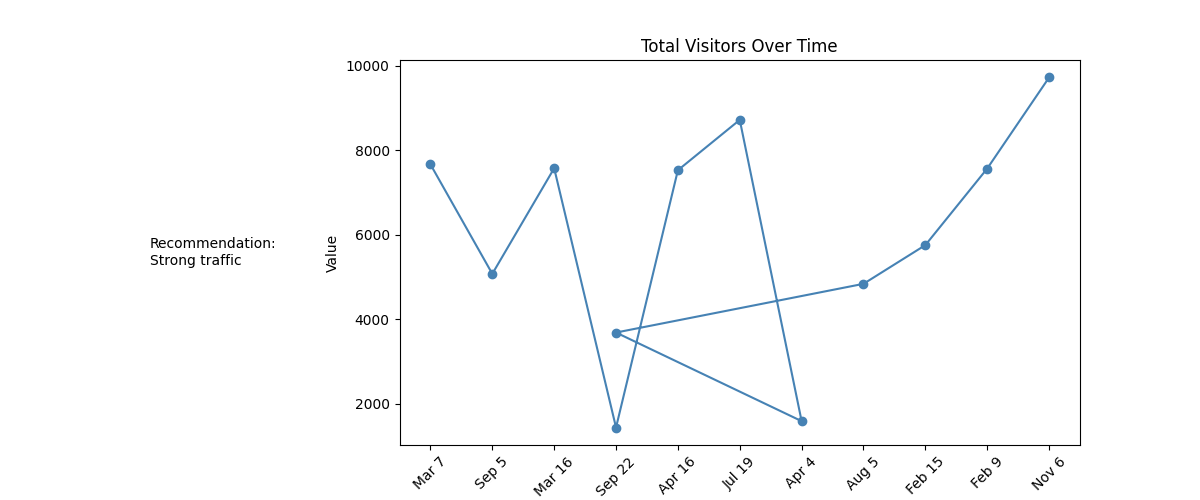 Total Visitors Over Time
Recommendation:
Strong traffic
Value
10000
8000
6000
4000
2000
Mar 7
Sep 5
Mar 16
Sep 22
Apr 16
Jul 19
Apr 4
Aug 5
Feb 15
Feb 9
Nov 6